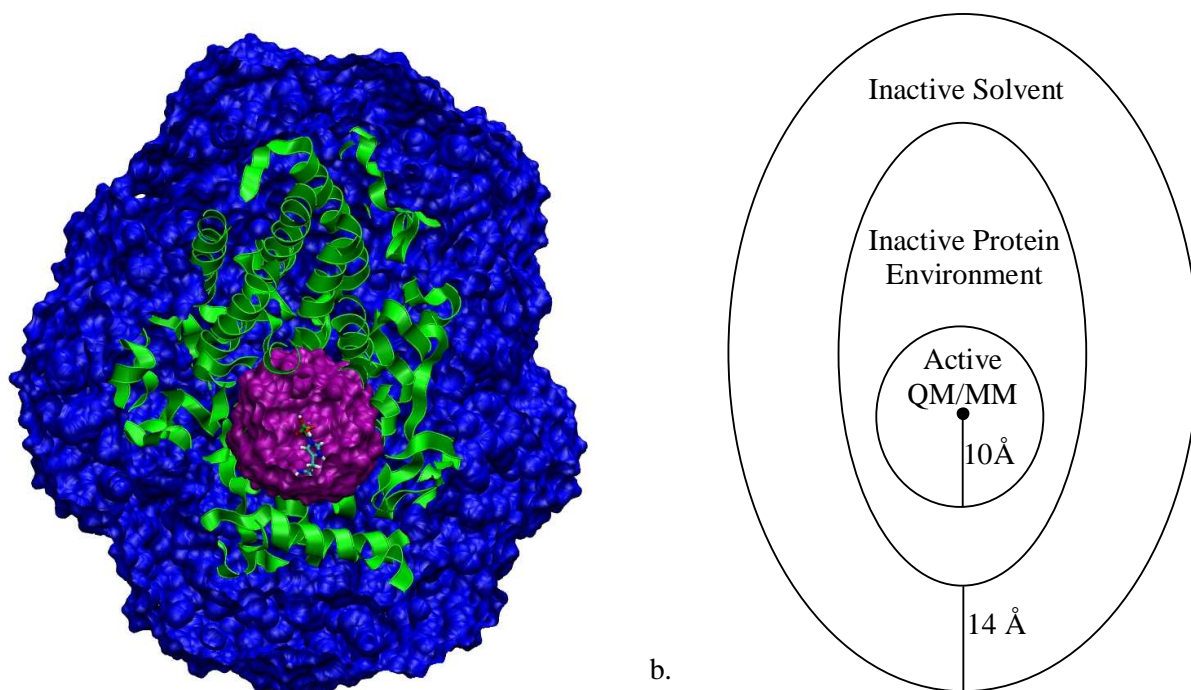 Inactive Solvent
Inactive Protein
Environment
Active
QM/MM
10Å
14 Å
b.